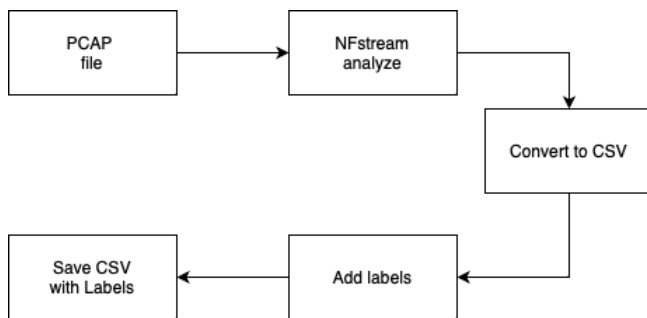 PCAP
file
NFstream
analyze
Convert to CSV
Add labels
Save CSV
with Labels